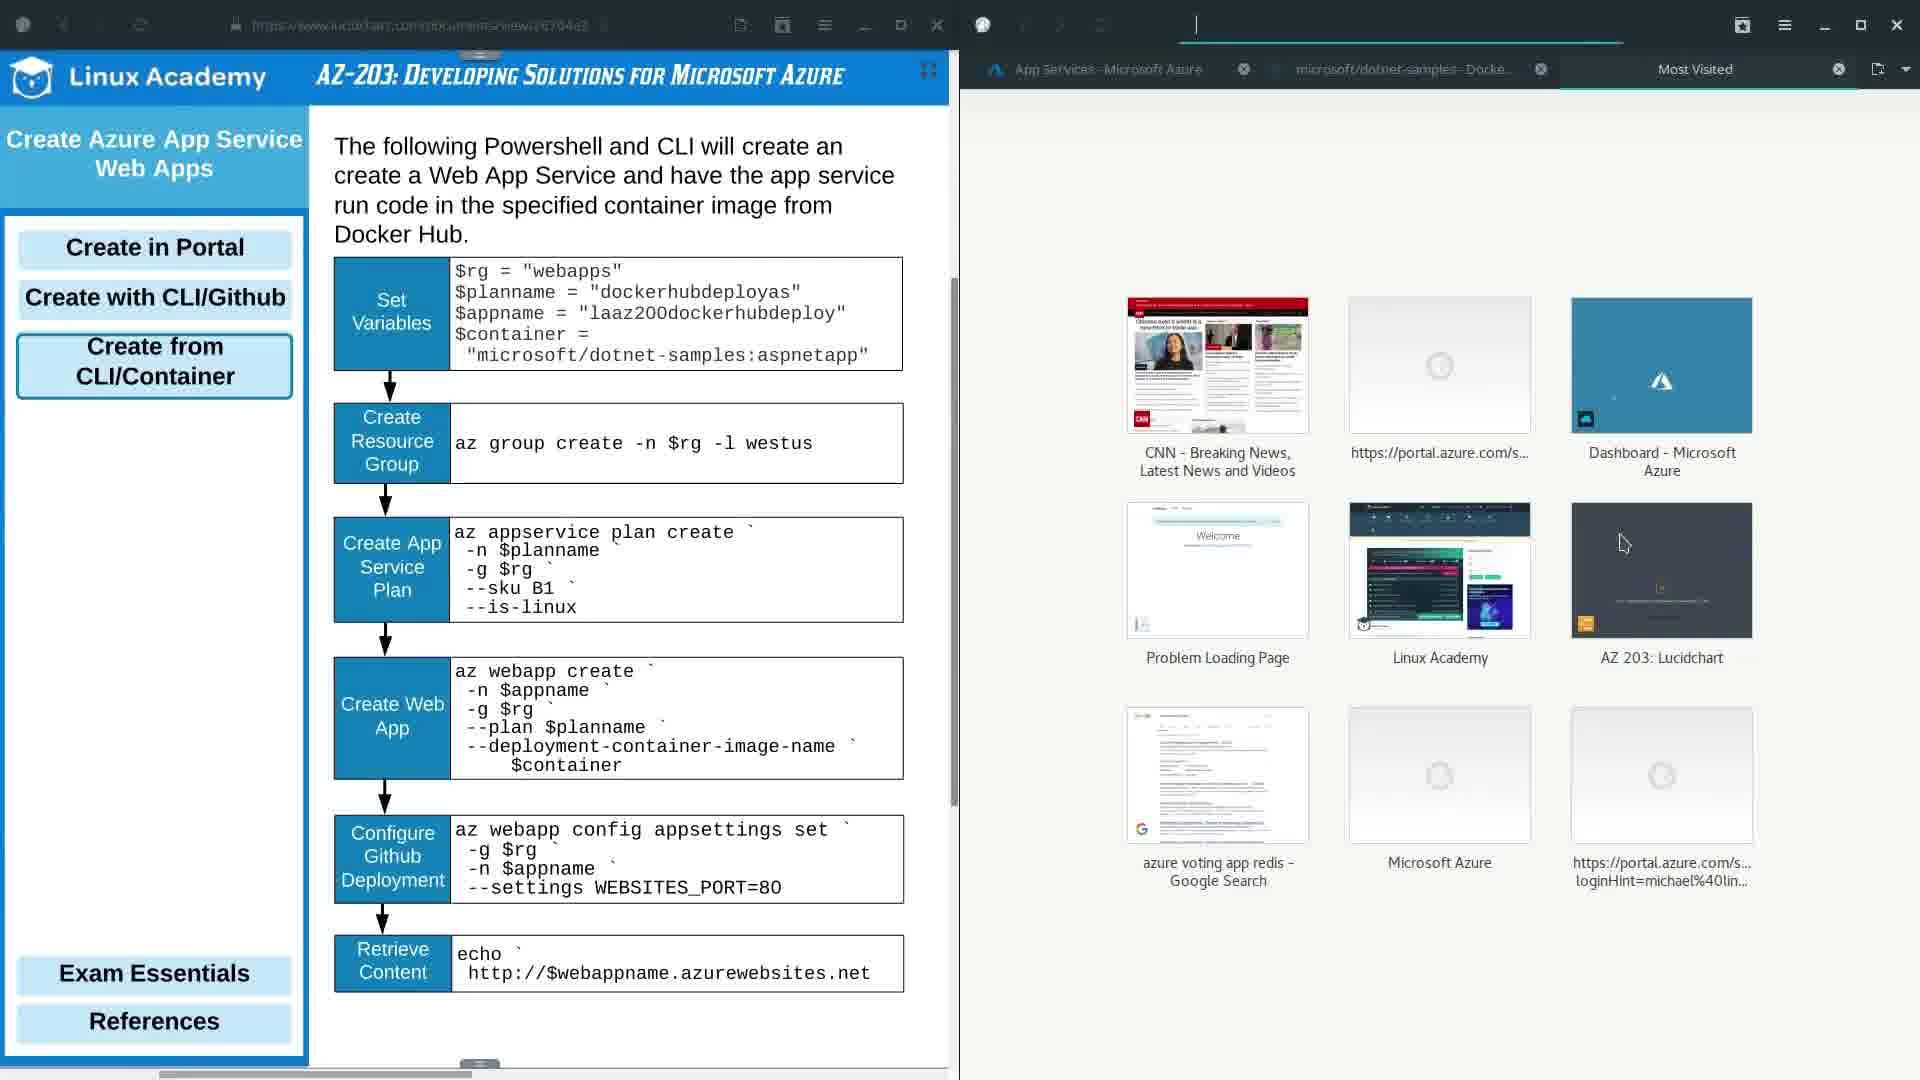 Linux Academy
AZ-203: Developing Solutions for Microsoft Azure
Create Azure App Service
Web Apps
Create in Portal
Create with CLI/Github
Create from
CLI/Container
Exam Essentials
References
The following Powershell and CLI will create an
create a Web App Service and have the app service
run code in the specified container image from
Docker Hub.
Set
Variables
$rg = "webapps"
$planname = "dockerhubdeployas"
$appname = "laaz200dockerhubdeploy"
$container =
"microsoft/dotnet-samples:aspnetapp"
Create
Resource
Group
az group create -n $rg -l westus
Create App
Service
Plan
az appservice plan create `
-n $planname `
-g $rg `
--sku B1 `
--is-linux
Create Web
App
az webapp create `
-n $appname `
-g $rg `
--plan $planname `
--deployment-container-image-name `
$container
Configure
Github
Deployment
az webapp config appsettings set `
-g $rg `
-n $appname `
--settings WEBSITES_PORT=80
Retrieve
Content
echo `
http://$webappname.azurewebsites.net
App Services - Microsoft Azure
microsoft/dotnet-samples - Docke...
Most Visited
CNN
CNN - Breaking News,
Latest News and Videos
https://portal.azure.com/s...
Dashboard - Microsoft
Azure
Welcome
Problem Loading Page
Linux Academy
AZ 203: Lucidchart
azure voting app redis -
Google Search
Microsoft Azure
https://portal.azure.com/s...
loginHint=michael%40lin...